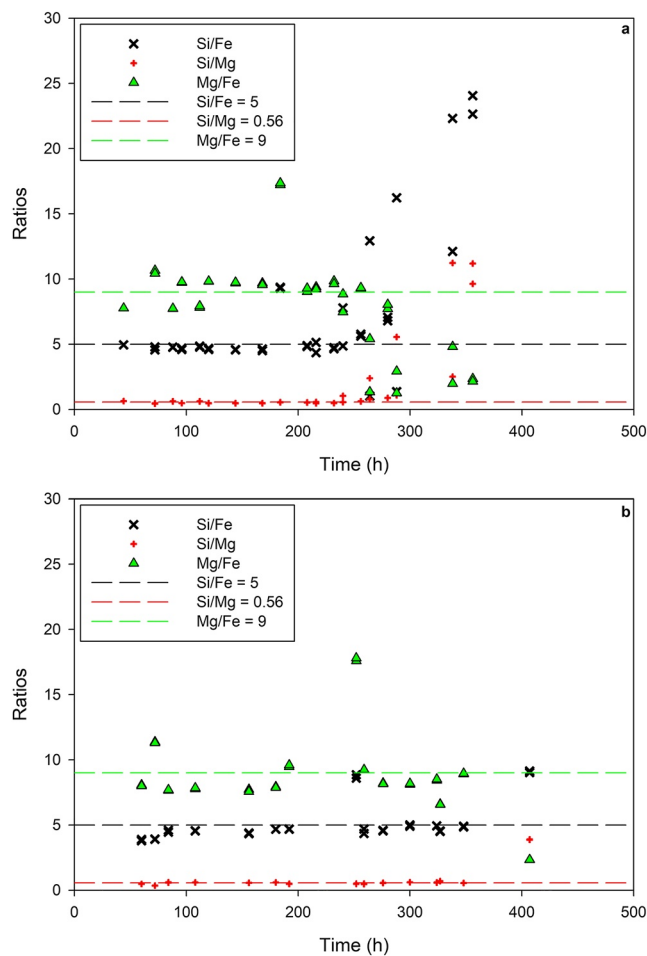 30
25
20
15
10
5
0
Ratios
a
Si/Fe
Si/Mg
Mg/Fe
Si/Fe = 5
Si/Mg = 0.56
Mg/Fe = 9
0 100 200 300 400 500
Time (h)
30
25
20
15
10
5
0
Ratios
b
Si/Fe
Si/Mg
Mg/Fe
Si/Fe = 5
Si/Mg = 0.56
Mg/Fe = 9
0 100 200 300 400 500
Time (h)